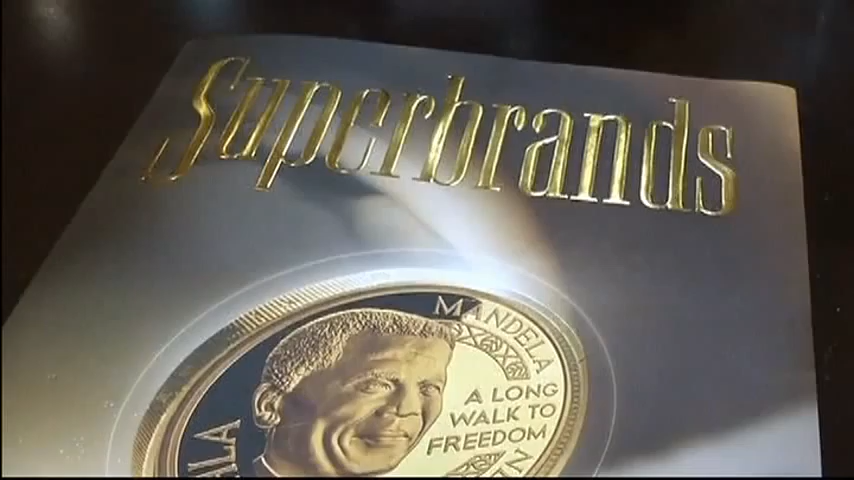 Superbrands
MANDELA
A LONG
WALK TO
FREEDOM